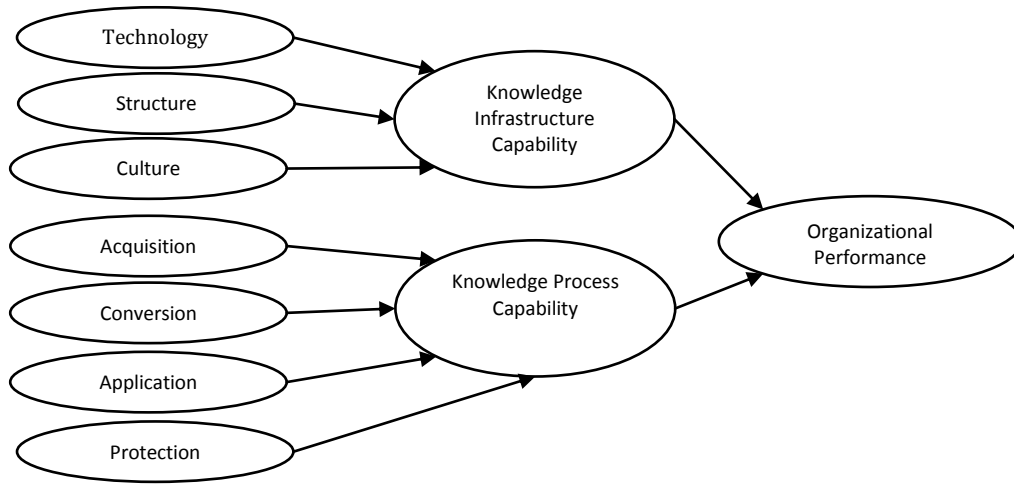 Technology
Structure
Culture
Acquisition
Conversion
Application
Protection
Knowledge
Infrastructure
Capability
Knowledge Process
Capability
Organizational
Performance